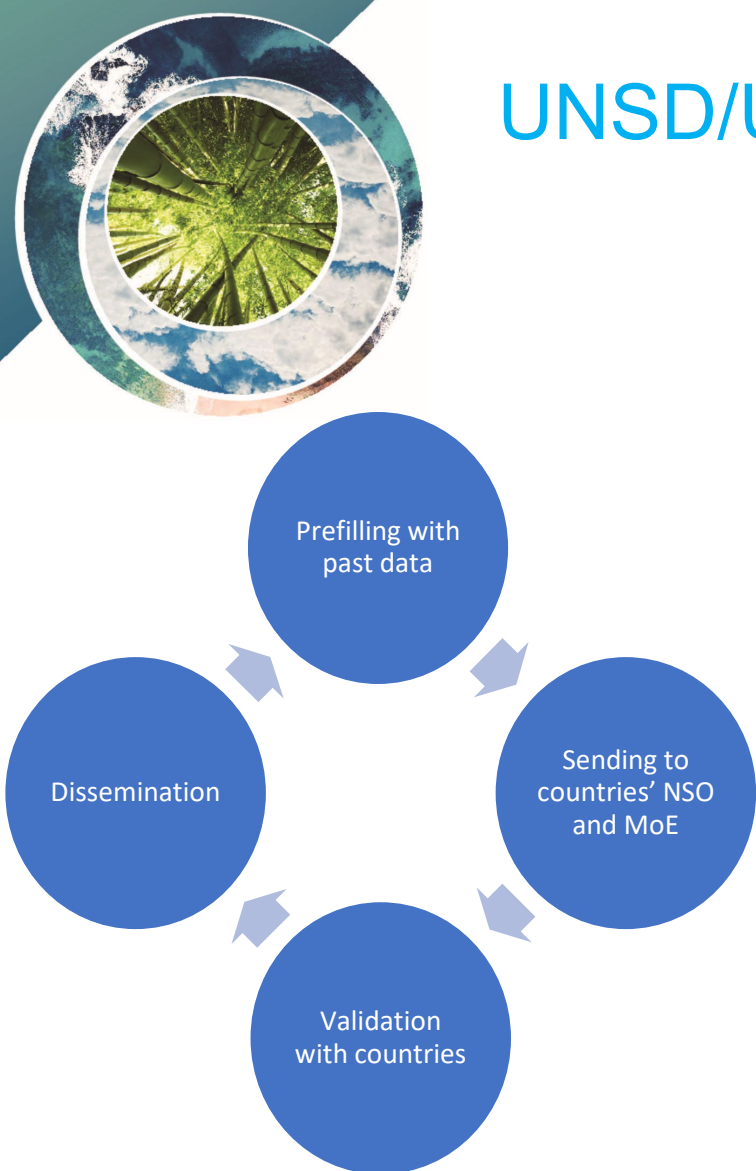 UNSD/U
Prefilling with
past data
Sending to
countries’ NSO
and MoE
Validation
with countries
Dissemination